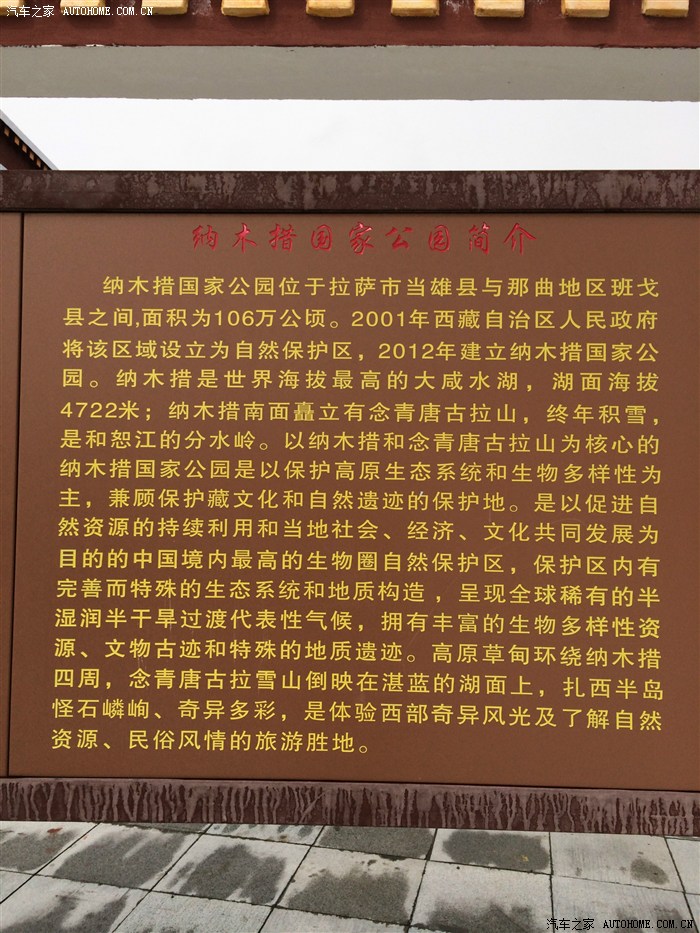 汽车之家 AUTOHOME.COM.CN
纳木措国家公园简介
纳木措国家公园位于拉萨市当雄县与那曲地区班戈
县之间,面积为106万公顷。2001年西藏自治区人民政府
将该区域设立为自然保护区，2012年建立纳木措国家公
园。纳木措是世界海拔最高的大咸水湖，湖面海拔
4722米；纳木措南面矗立有念青唐古拉山，终年积雪，
是和恕江的分水岭。以纳木措和念青唐古拉山为核心的
纳木措国家公园是以保护高原生态系统和生物多样性为
主，兼顾保护藏文化和自然遗迹的保护地。是以促进自
然资源的持续利用和当地社会、经济、文化共同发展为
目的的中国境内最高的生物圈自然保护区，保护区内有
完善而特殊的生态系统和地质构造，呈现全球稀有的半
湿润半干旱过渡代表性气候，拥有丰富的生物多样性资
源、文物古迹和特殊的地质遗迹。高原草甸环绕纳木措
四周，念青唐古拉雪山倒映在湛蓝的湖面上，扎西半岛
怪石嶙峋、奇异多彩，是体验西部奇异风光及了解自然
资源、民俗风情的旅游胜地。
汽车之家 AUTOHOME.COM.CN